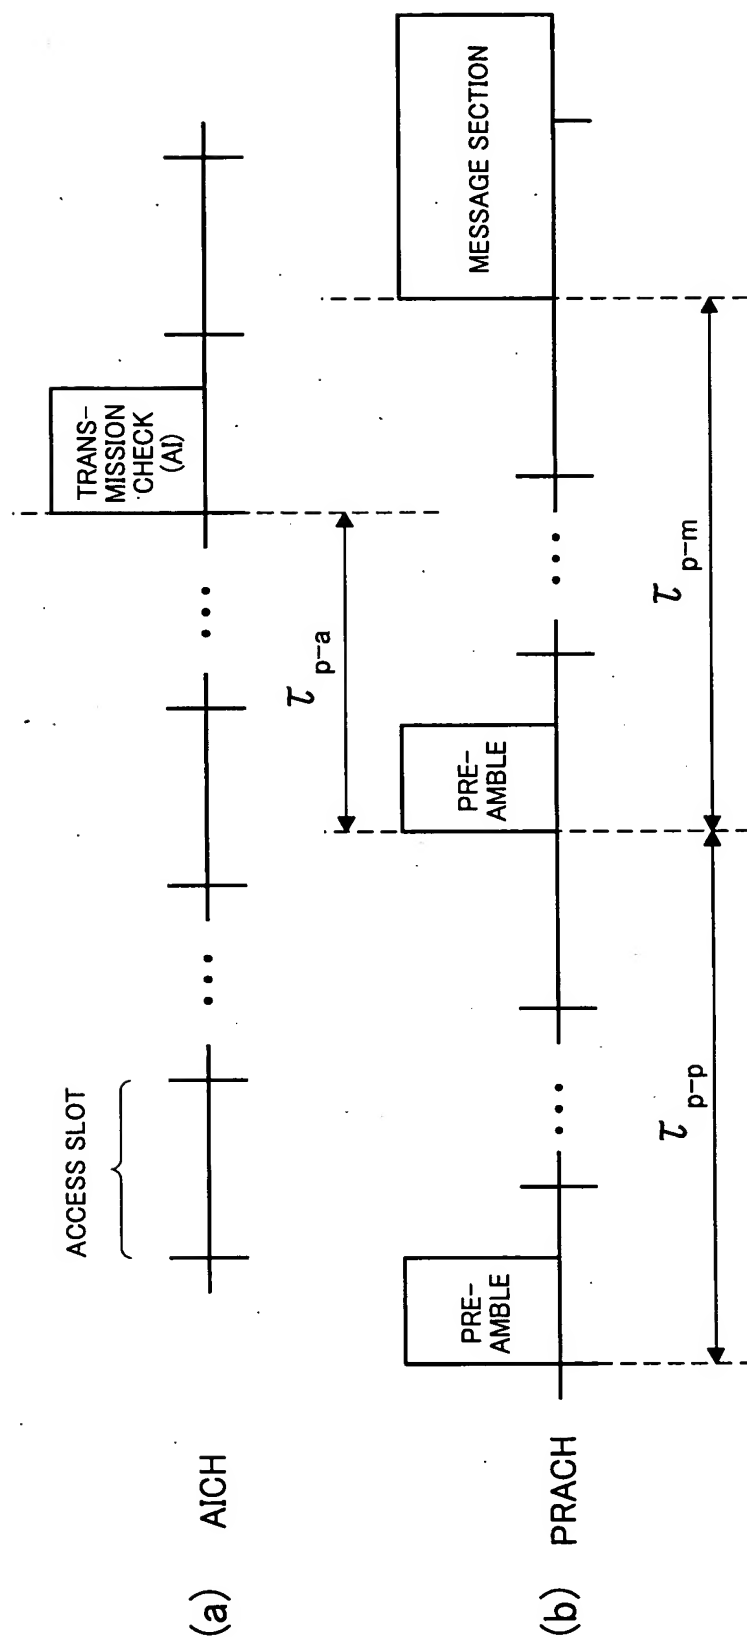 (a) AICH
ACCESS SLOT
...
...
TRANS-
MISSION
CHECK
(AI)
τ p-a
(b) PRACH
PRE-
AMBLE
...
PRE-
AMBLE
...
MESSAGE SECTION
τ p-p
τ p-m